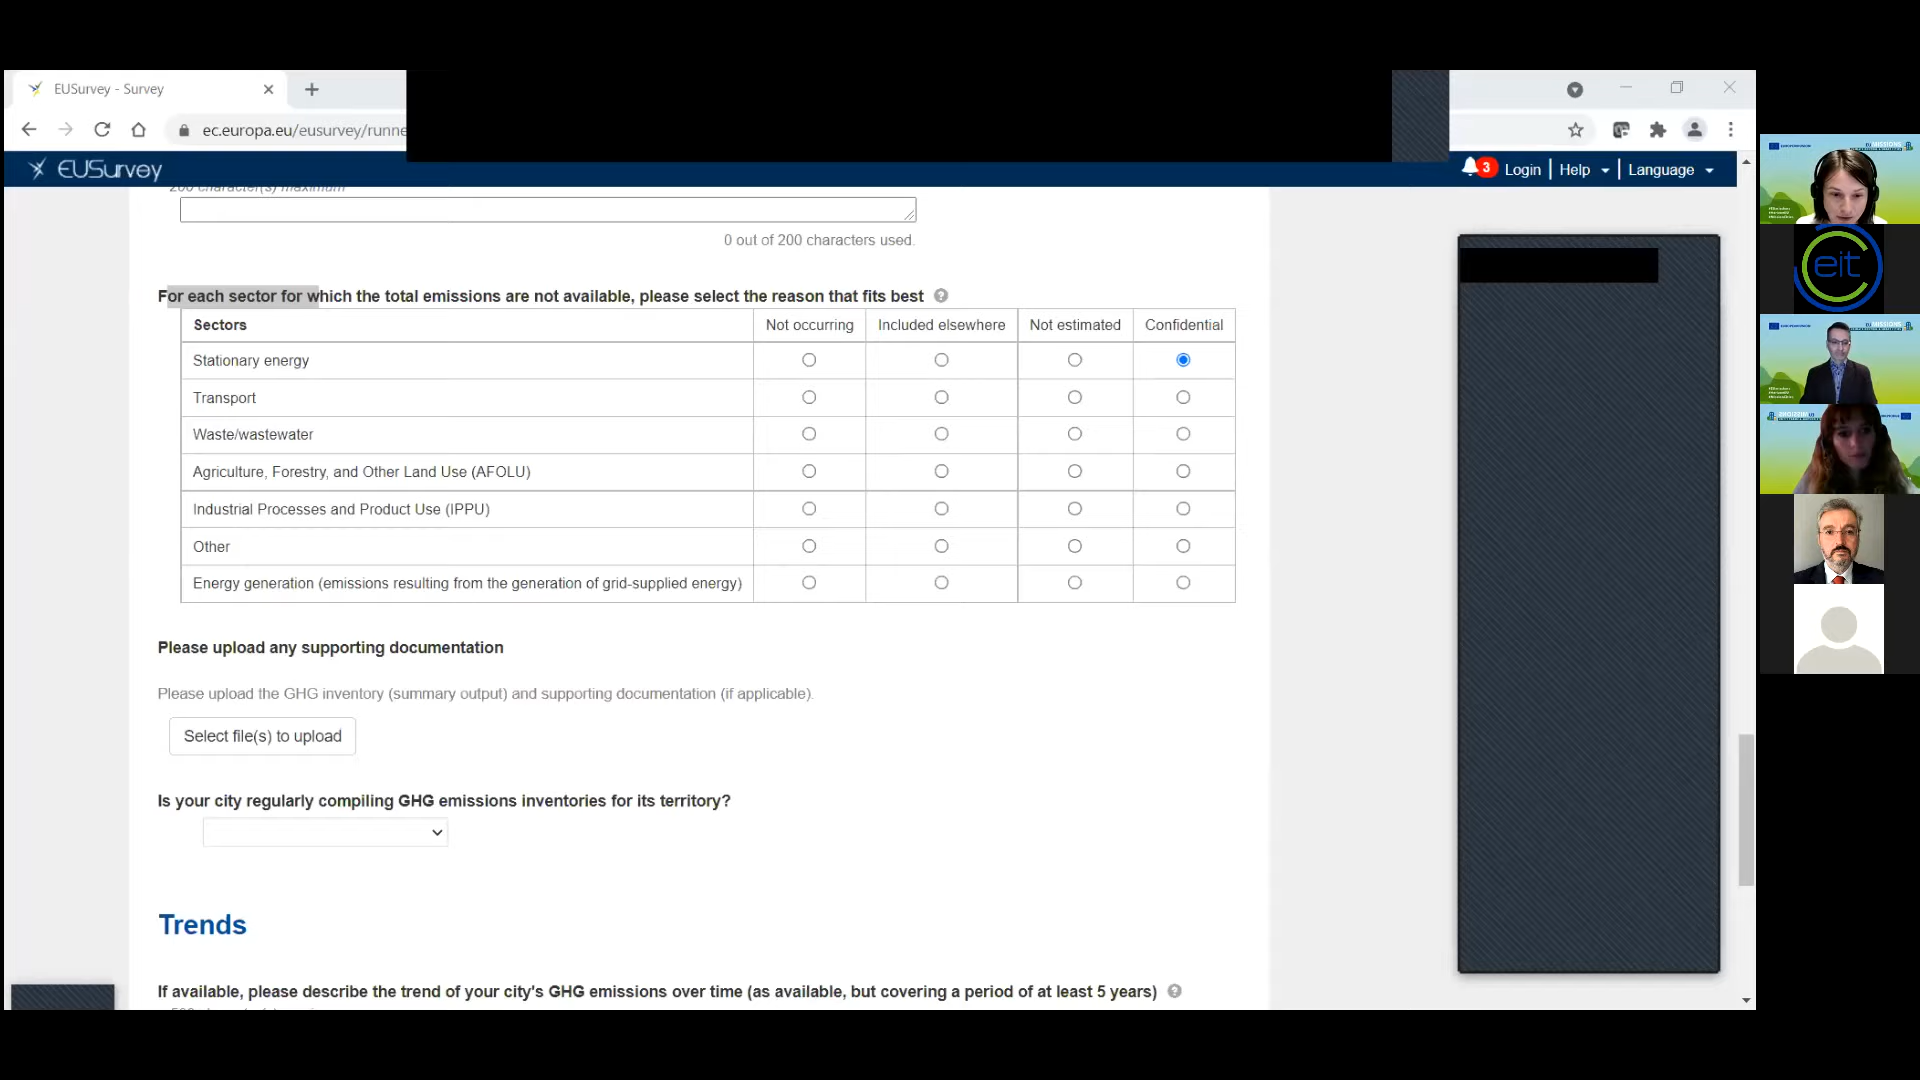 EUSurvey - Survey
ec.europa.eu/eusurvey/runne
EUSurvey
3 Login Help Language
200 character(s) maximum
0 out of 200 characters used.
For each sector for which the total emissions are not available, please select the reason that fits best
Sectors Not occurring Included elsewhere Not estimated Confidential
Stationary energy
Transport
Waste/wastewater
Agriculture, Forestry, and Other Land Use (AFOLU)
Industrial Processes and Product Use (IPPU)
Other
Energy generation (emissions resulting from the generation of grid-supplied energy)
Please upload any supporting documentation
Please upload the GHG inventory (summary output) and supporting documentation (if applicable).
Select file(s) to upload
Is your city regularly compiling GHG emissions inventories for its territory?
Trends
If available, please describe the trend of your city's GHG emissions over time (as available, but covering a period of at least 5 years)
eit